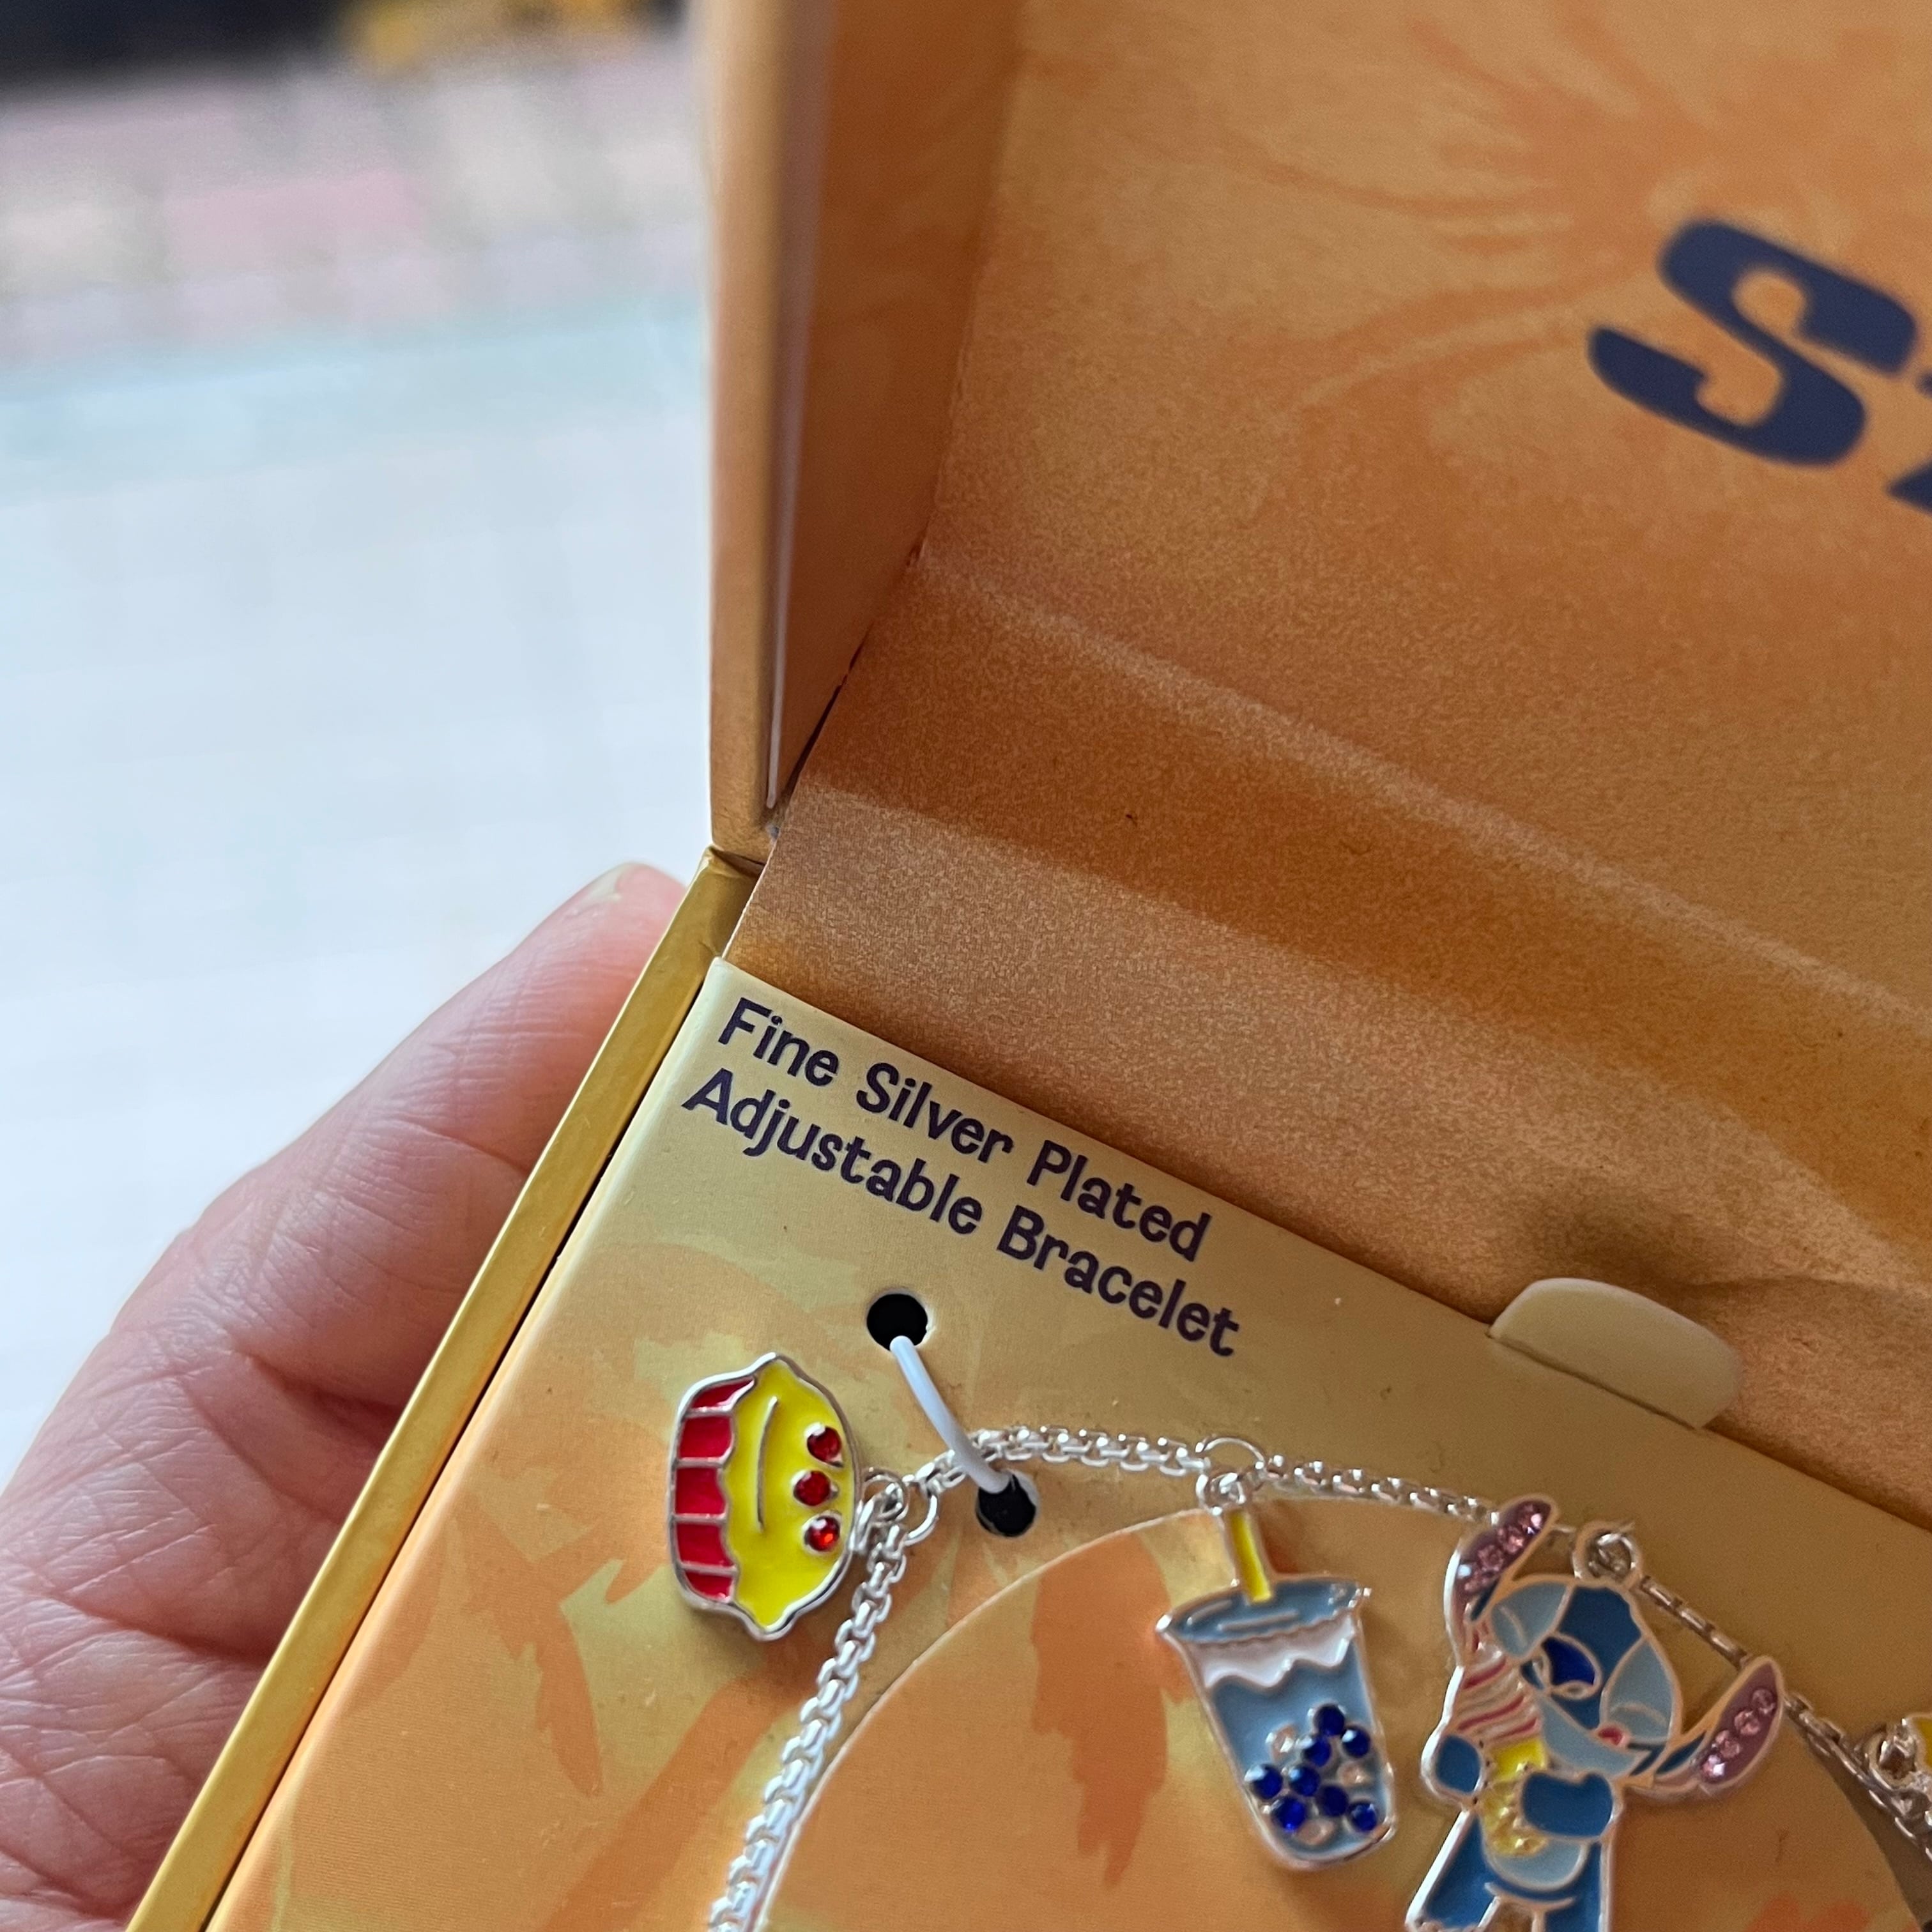 S
Fine Silver Plated
Adjustable Bracelet